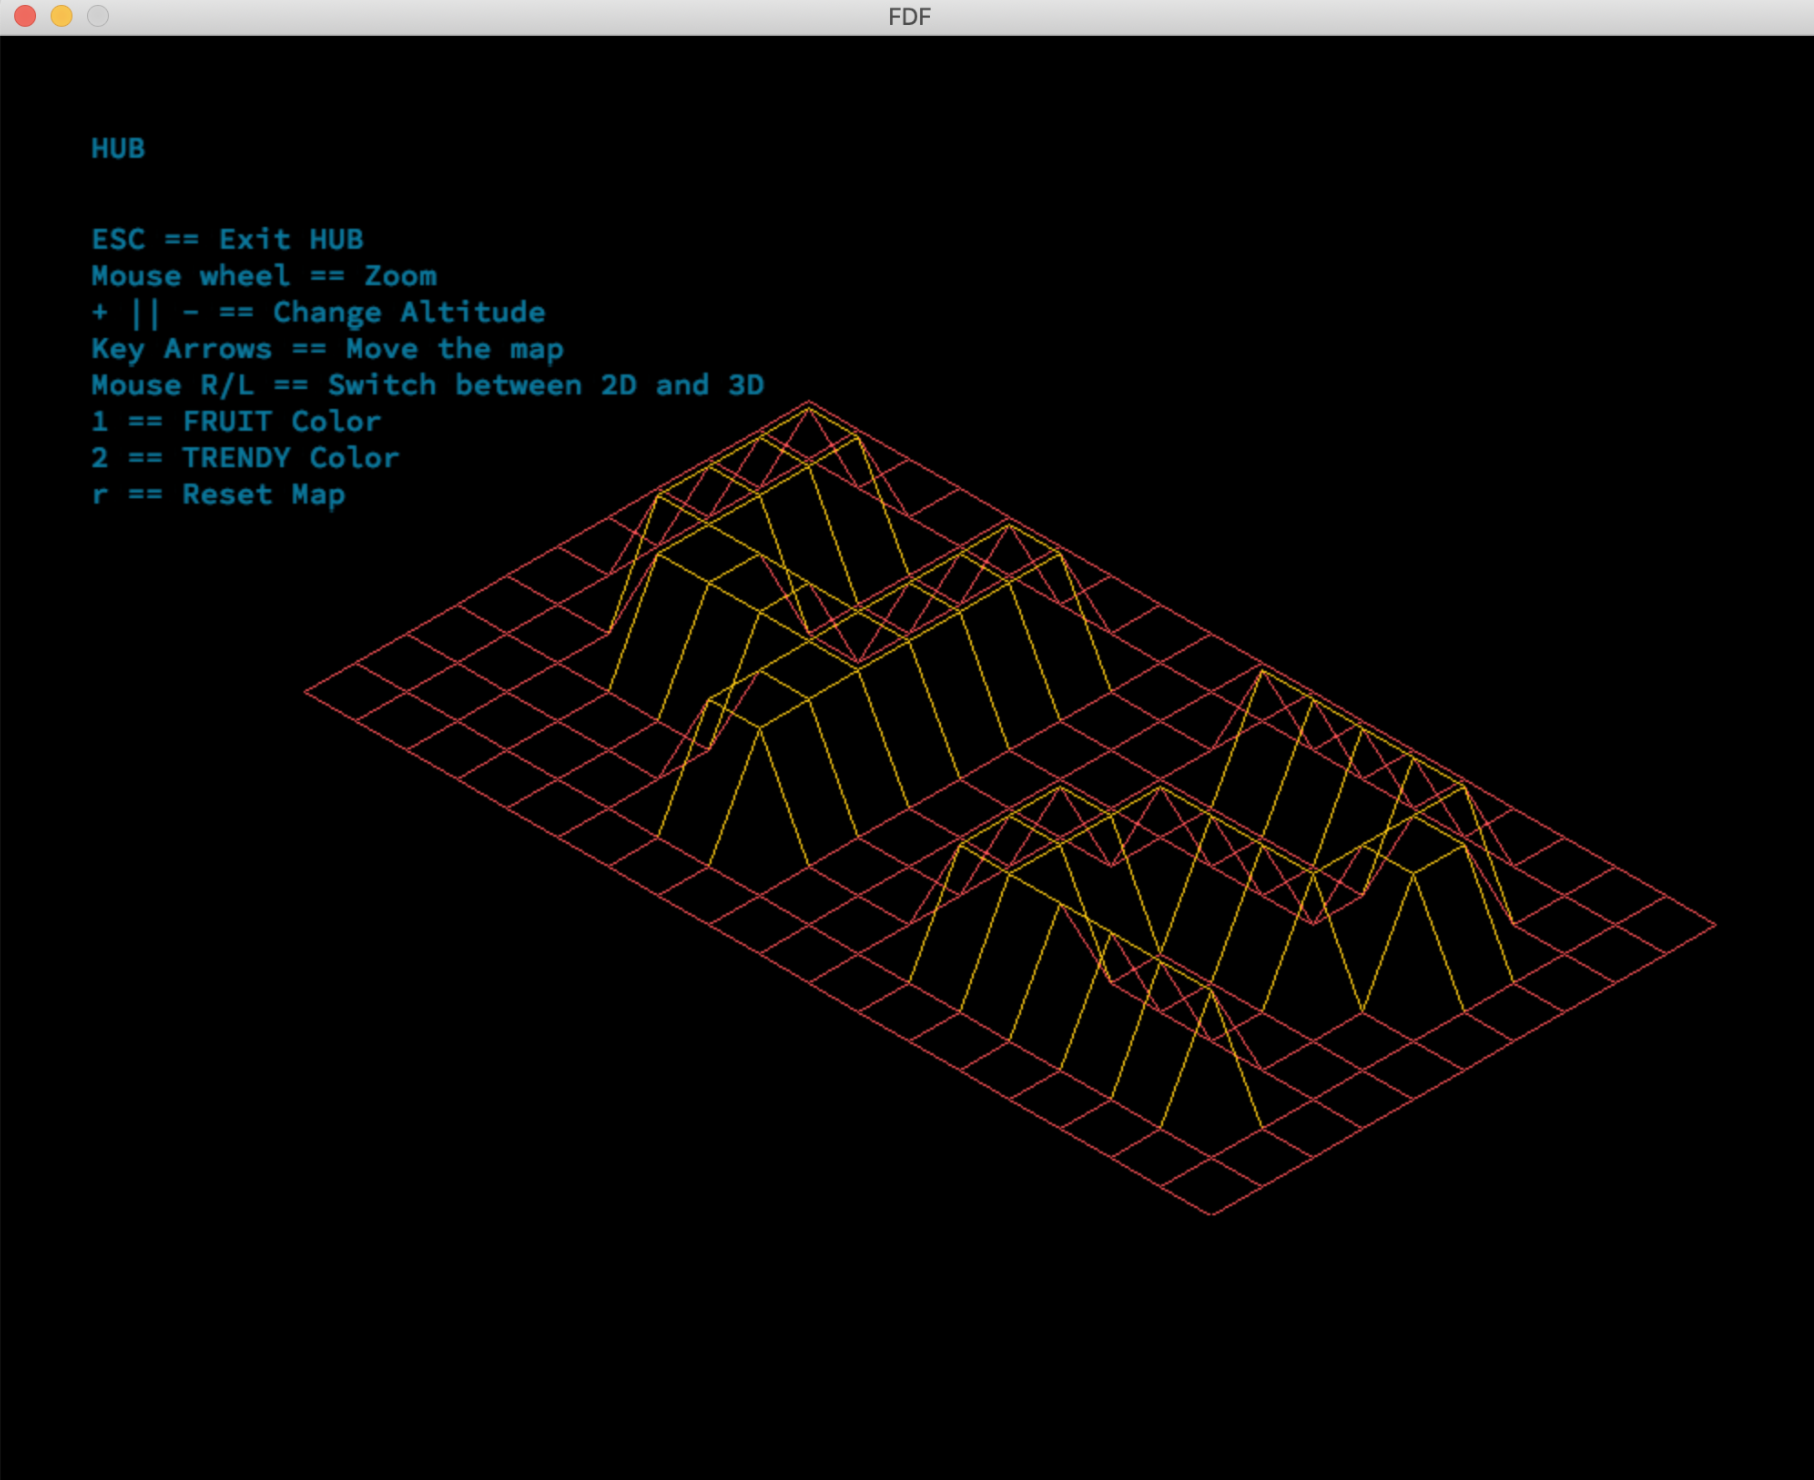 FDF
HUB
ESC == Exit HUB
Mouse wheel == Zoom
+ || - == Change Altitude
Key Arrows == Move the map
Mouse R/L == Switch between 2D and 3D
1 == FRUIT Color
2 == TRENDY Color
r == Reset Map